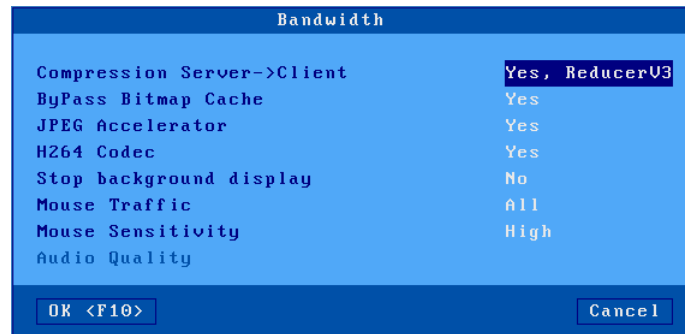 Bandwidth
Compression Server->Client Yes, ReducerV3
ByPass Bitmap Cache Yes
JPEG Accelerator Yes
H264 Codec Yes
Stop background display No
Mouse Traffic All
Mouse Sensitivity High
Audio Quality
OK <F10> Cancel